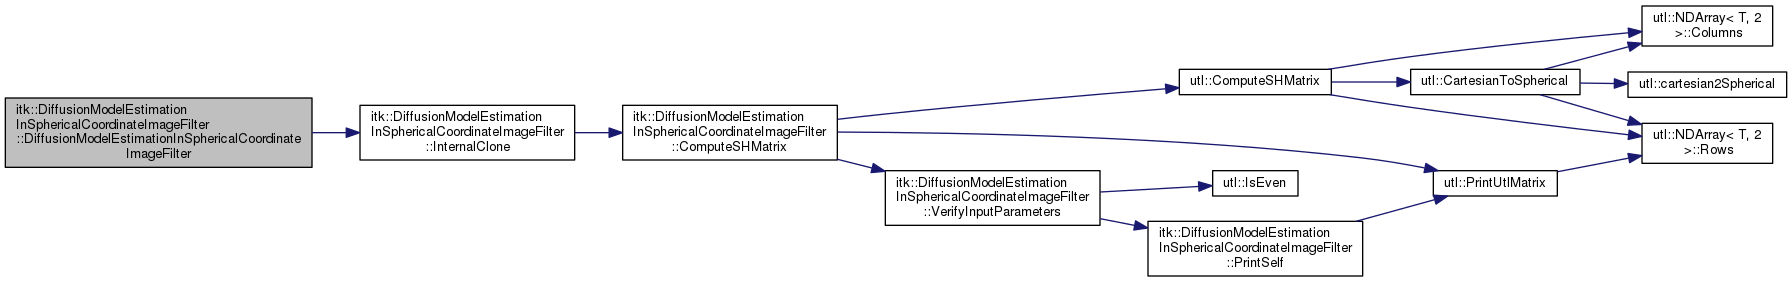 itk::DiffusionModelEstimation
InSphericalCoordinateImageFilter
::DiffusionModelEstimationInSphericalCoordinate
ImageFilter
itk::DiffusionModelEstimation
InSphericalCoordinateImageFilter
::InternalClone
itk::DiffusionModelEstimation
InSphericalCoordinateImageFilter
::ComputeSHMatrix
utl::ComputeSHMatrix
itk::DiffusionModelEstimation
InSphericalCoordinateImageFilter
::VerifyInputParameters
utl::IsEven
itk::DiffusionModelEstimation
InSphericalCoordinateImageFilter
::PrintSelf
utl::CartesianToSpherical
utl::PrintUtlMatrix
utl::NDArray< T, 2
>::Columns
utl::cartesian2Spherical
utl::NDArray< T, 2
>::Rows